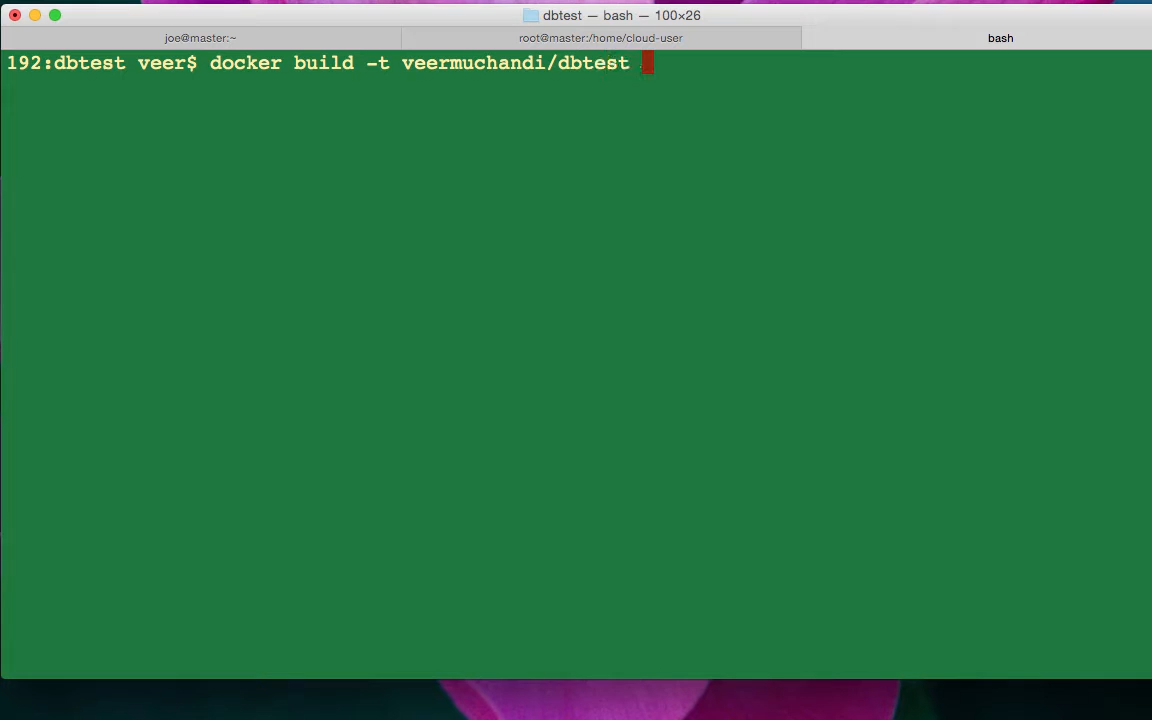 dbtest — bash — 100×26
joe@master:~
root@master:/home/cloud-user
bash
192:dbtest veer$ docker build -t veermuchandi/dbtest